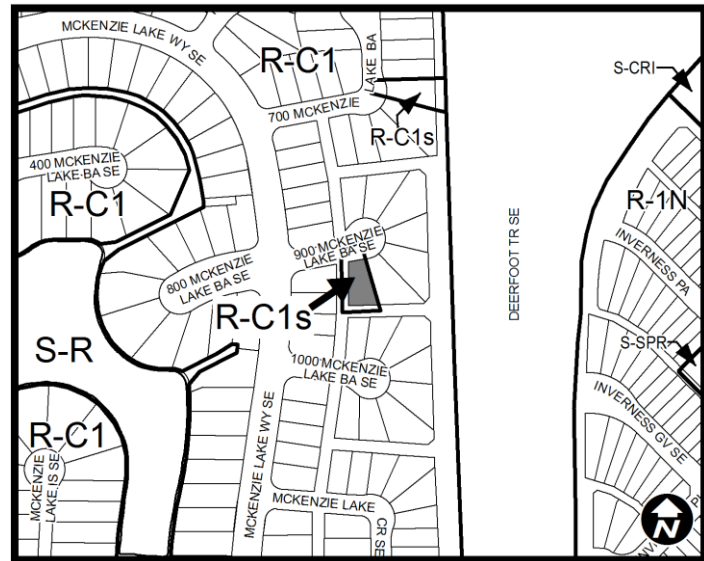 MCKENZIE LAKE WY SE
R-C1
LAKE BA
S-CRI
700 MCKENZIE
R-C1s
400 MCKENZIE
LAKE BA SE
R-C1
R-1N
INVERNESS PA
900 MCKENZIE
LAKE BA SE
800 MCKENZIE
LAKE BA SE
DEERFOOT TR SE
R-C1s
S-R
S-SPR
1000 MCKENZIE
LAKE BA SE
INVERNESS GV SE
R-C1
MCKENZIE
LAKE IS SE
MCKENZIE LAKE WY SE
MCKENZIE LAKE
CR SE
N